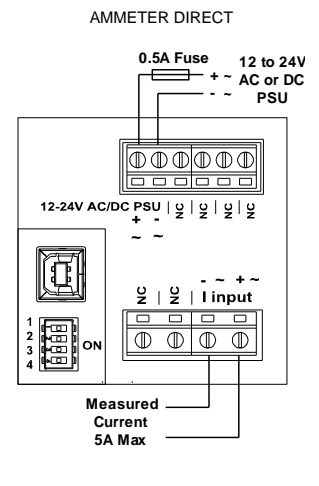 AMMETER DIRECT
0.5A Fuse
+ ~
- ~
12 to 24V
AC or DC
PSU
12-24V AC/DC PSU | NC | NC | NC | NC
+ -
~ ~
NC | NC | - ~ + ~
I input
1
2
3
4
ON
Measured
Current
5A Max